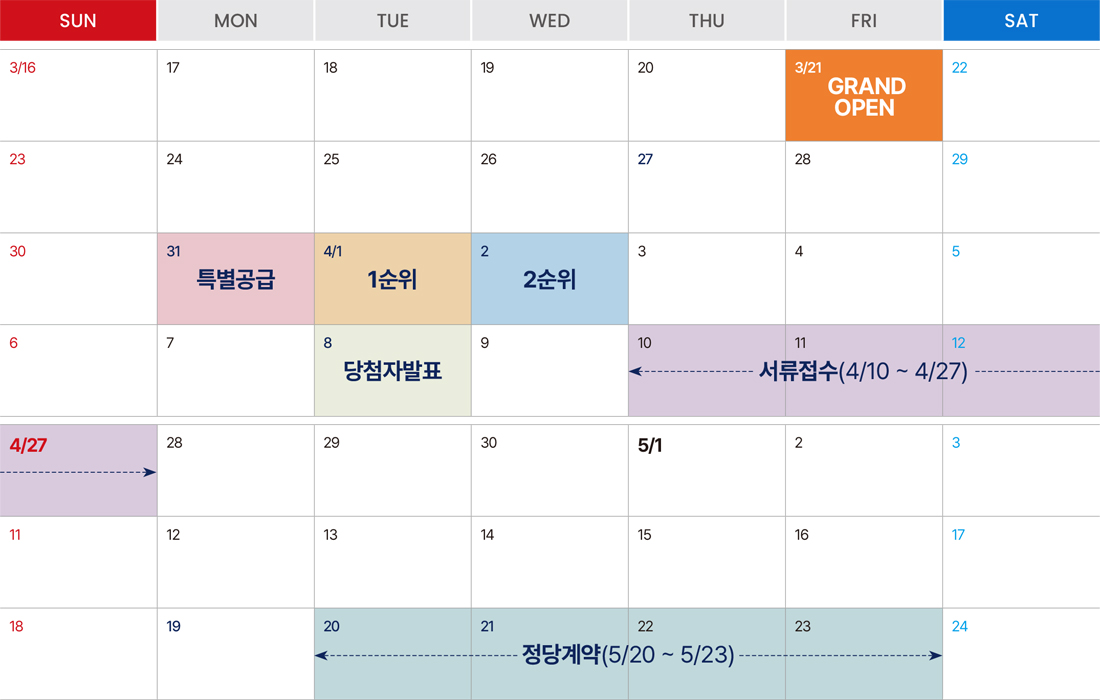 SUN MON TUE WED THU FRI SAT
3/16 17 18 19 20 3/21 22
GRAND
OPEN
23 24 25 26 27 28 29
30 31 4/1 2 3 4 5
특별공급 1순위 2순위
6 7 8 9 10 11 12
당첨자발표 서류접수(4/10 ~ 4/27)
4/27 28 29 30 5/1 2 3
11 12 13 14 15 16 17
18 19 20 21 22 23 24
정당계약(5/20 ~ 5/23)